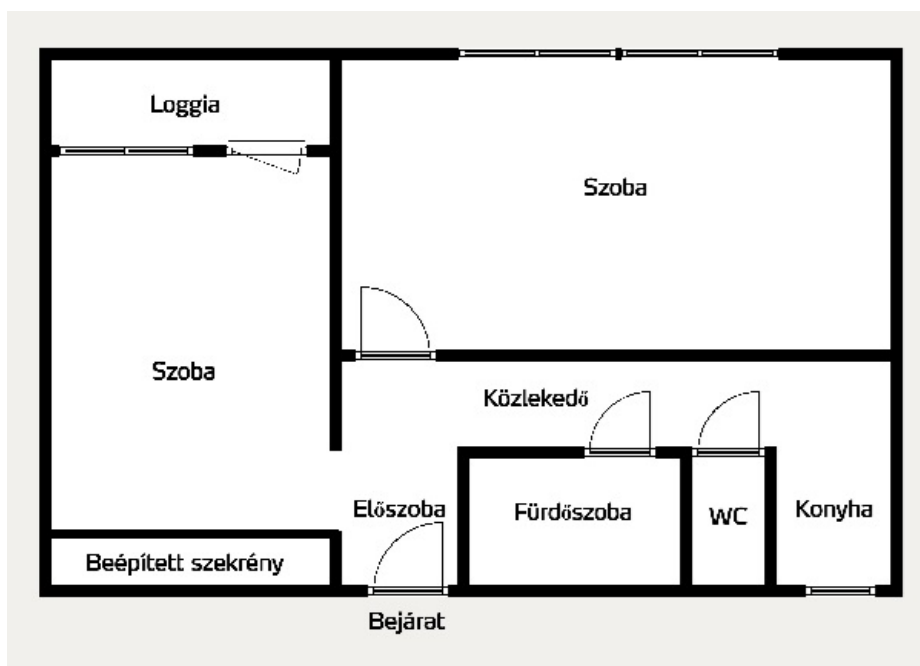 Loggia
Szoba
Szoba
Közlekedő
Előszoba
Fürdőszoba
WC
Konyha
Beépített szekrény
Bejárat